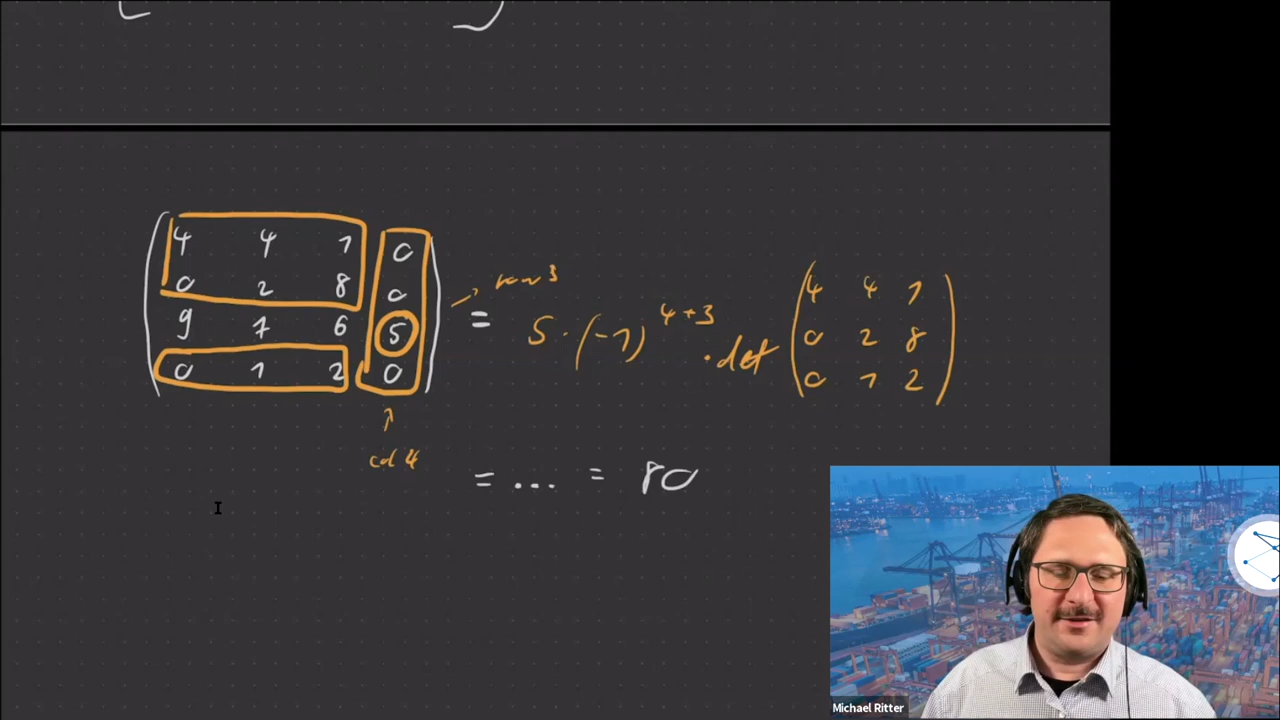 4 4 1 0
0 2 8 0
9 7 6 5
0 1 2 0
row 3
= 5 · (-1)^{4+3} · det
4 4 1
0 2 8
0 1 2
col 4
= ... = 80
Michael Ritter